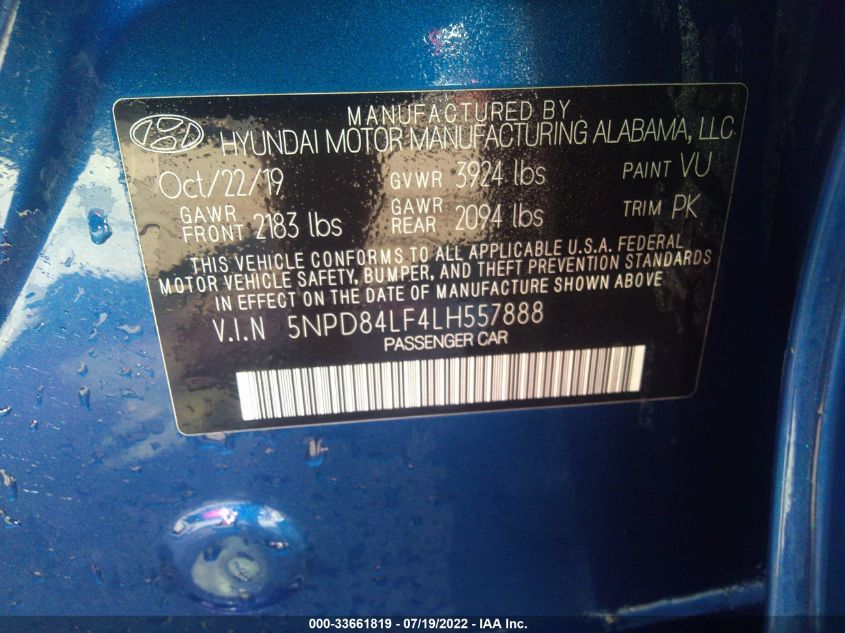 MANUFACTURED BY
HYUNDAI MOTOR MANUFACTURING ALABAMA, LLC
Oct/22/19 GVWR 3924 lbs PAINT VU
GAWR FRONT 2183 lbs GAWR REAR 2094 lbs TRIM PK
THIS VEHICLE CONFORMS TO ALL APPLICABLE U.S.A. FEDERAL
MOTOR VEHICLE SAFETY, BUMPER, AND THEFT PREVENTION STANDARDS
IN EFFECT ON THE DATE OF MANUFACTURE SHOWN ABOVE
V.I.N 5NPD84LF4LH557888
PASSENGER CAR
000-33661819 - 07/19/2022 - IAA Inc.